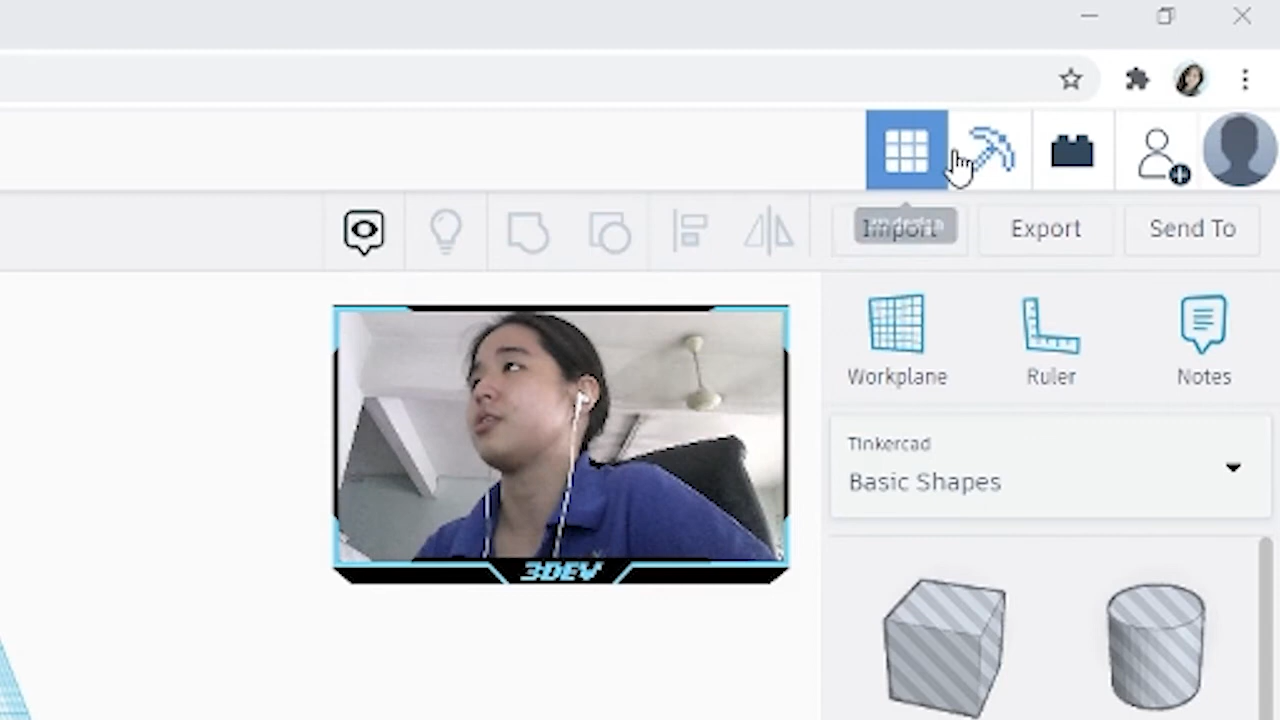 Import
Export
Send To
Workplane
Ruler
Notes
Tinkercad
Basic Shapes
3DEV